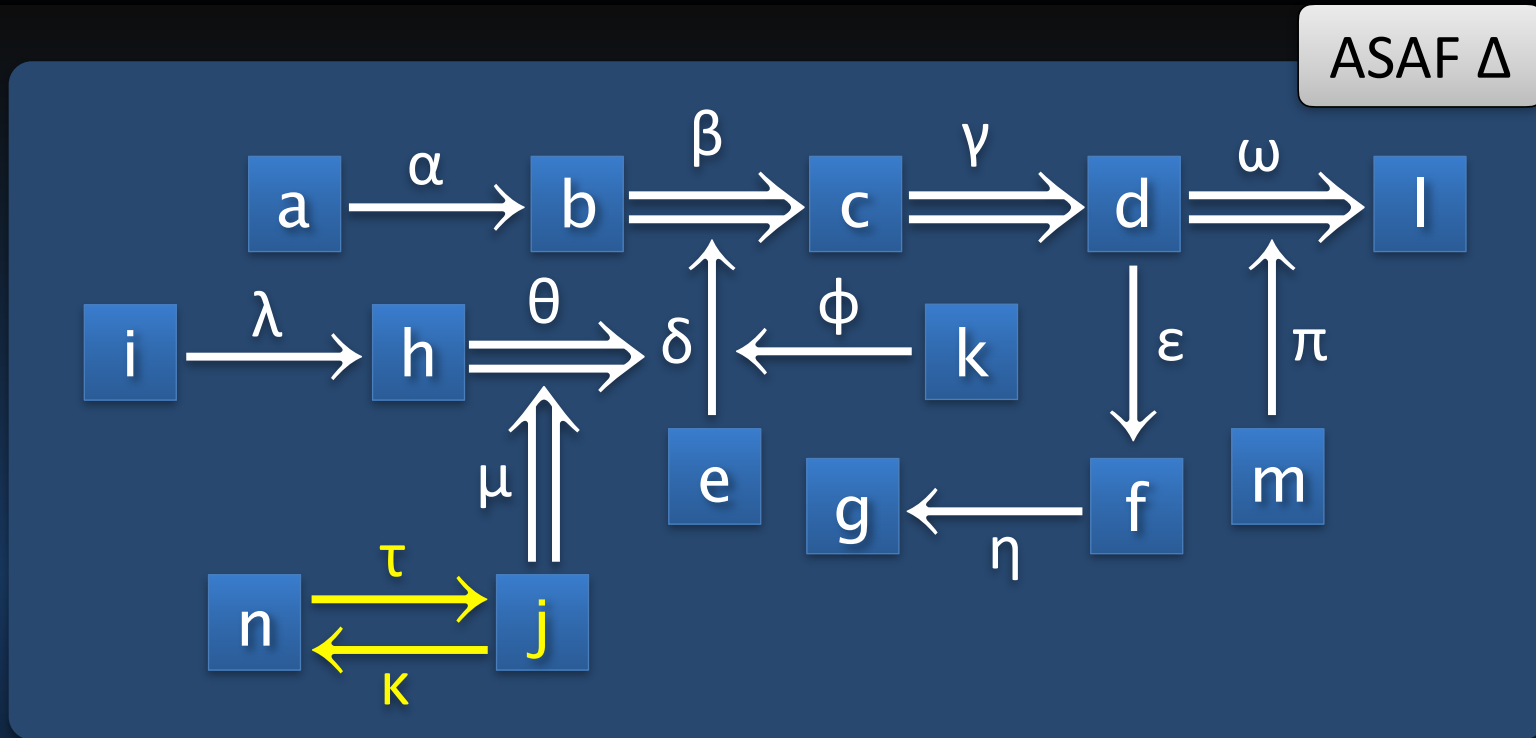 ASAF Δ
β γ
α ω
a b c d l
λ θ ϕ
i h δ k ε π
μ e g f m
τ η
n j
κ